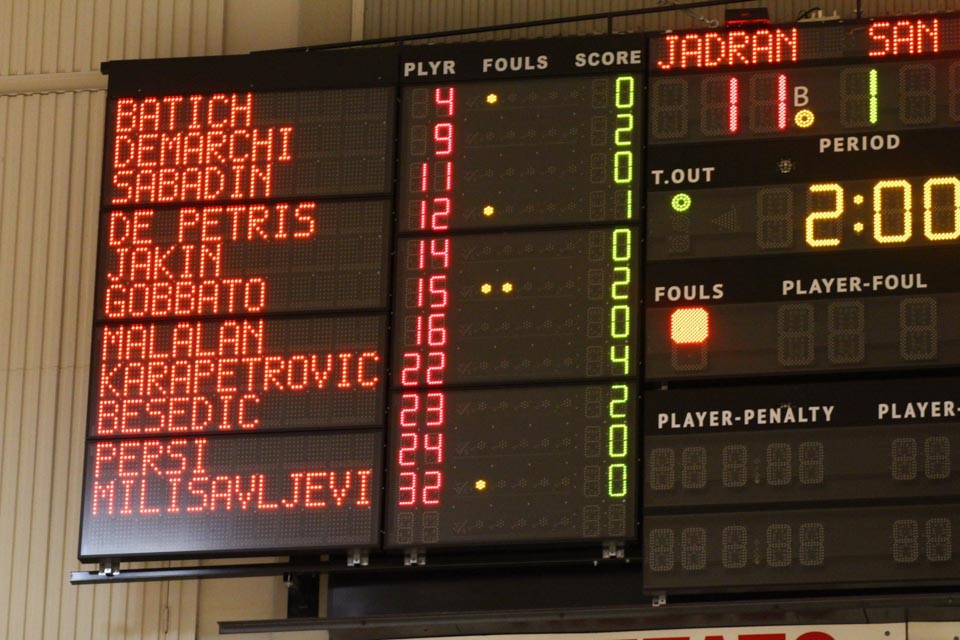 PLYR FOULS SCORE JADRAN SAN
BATICH 4 0 11 B 1
DEMARCHI 9 2 PERIOD
SABADIN 11 0 T.OUT
DE PETRIS 12 1 2:00
JAKIN 14 0
GOBBATO 15 2 FOULS PLAYER-FOUL
MALALAN 16 0
KARAPETROVIC 22 4
BESEDIC 23 2 PLAYER-PENALTY PLAYER-
PERSI 24 0
MILISAVLJEVI 32 0